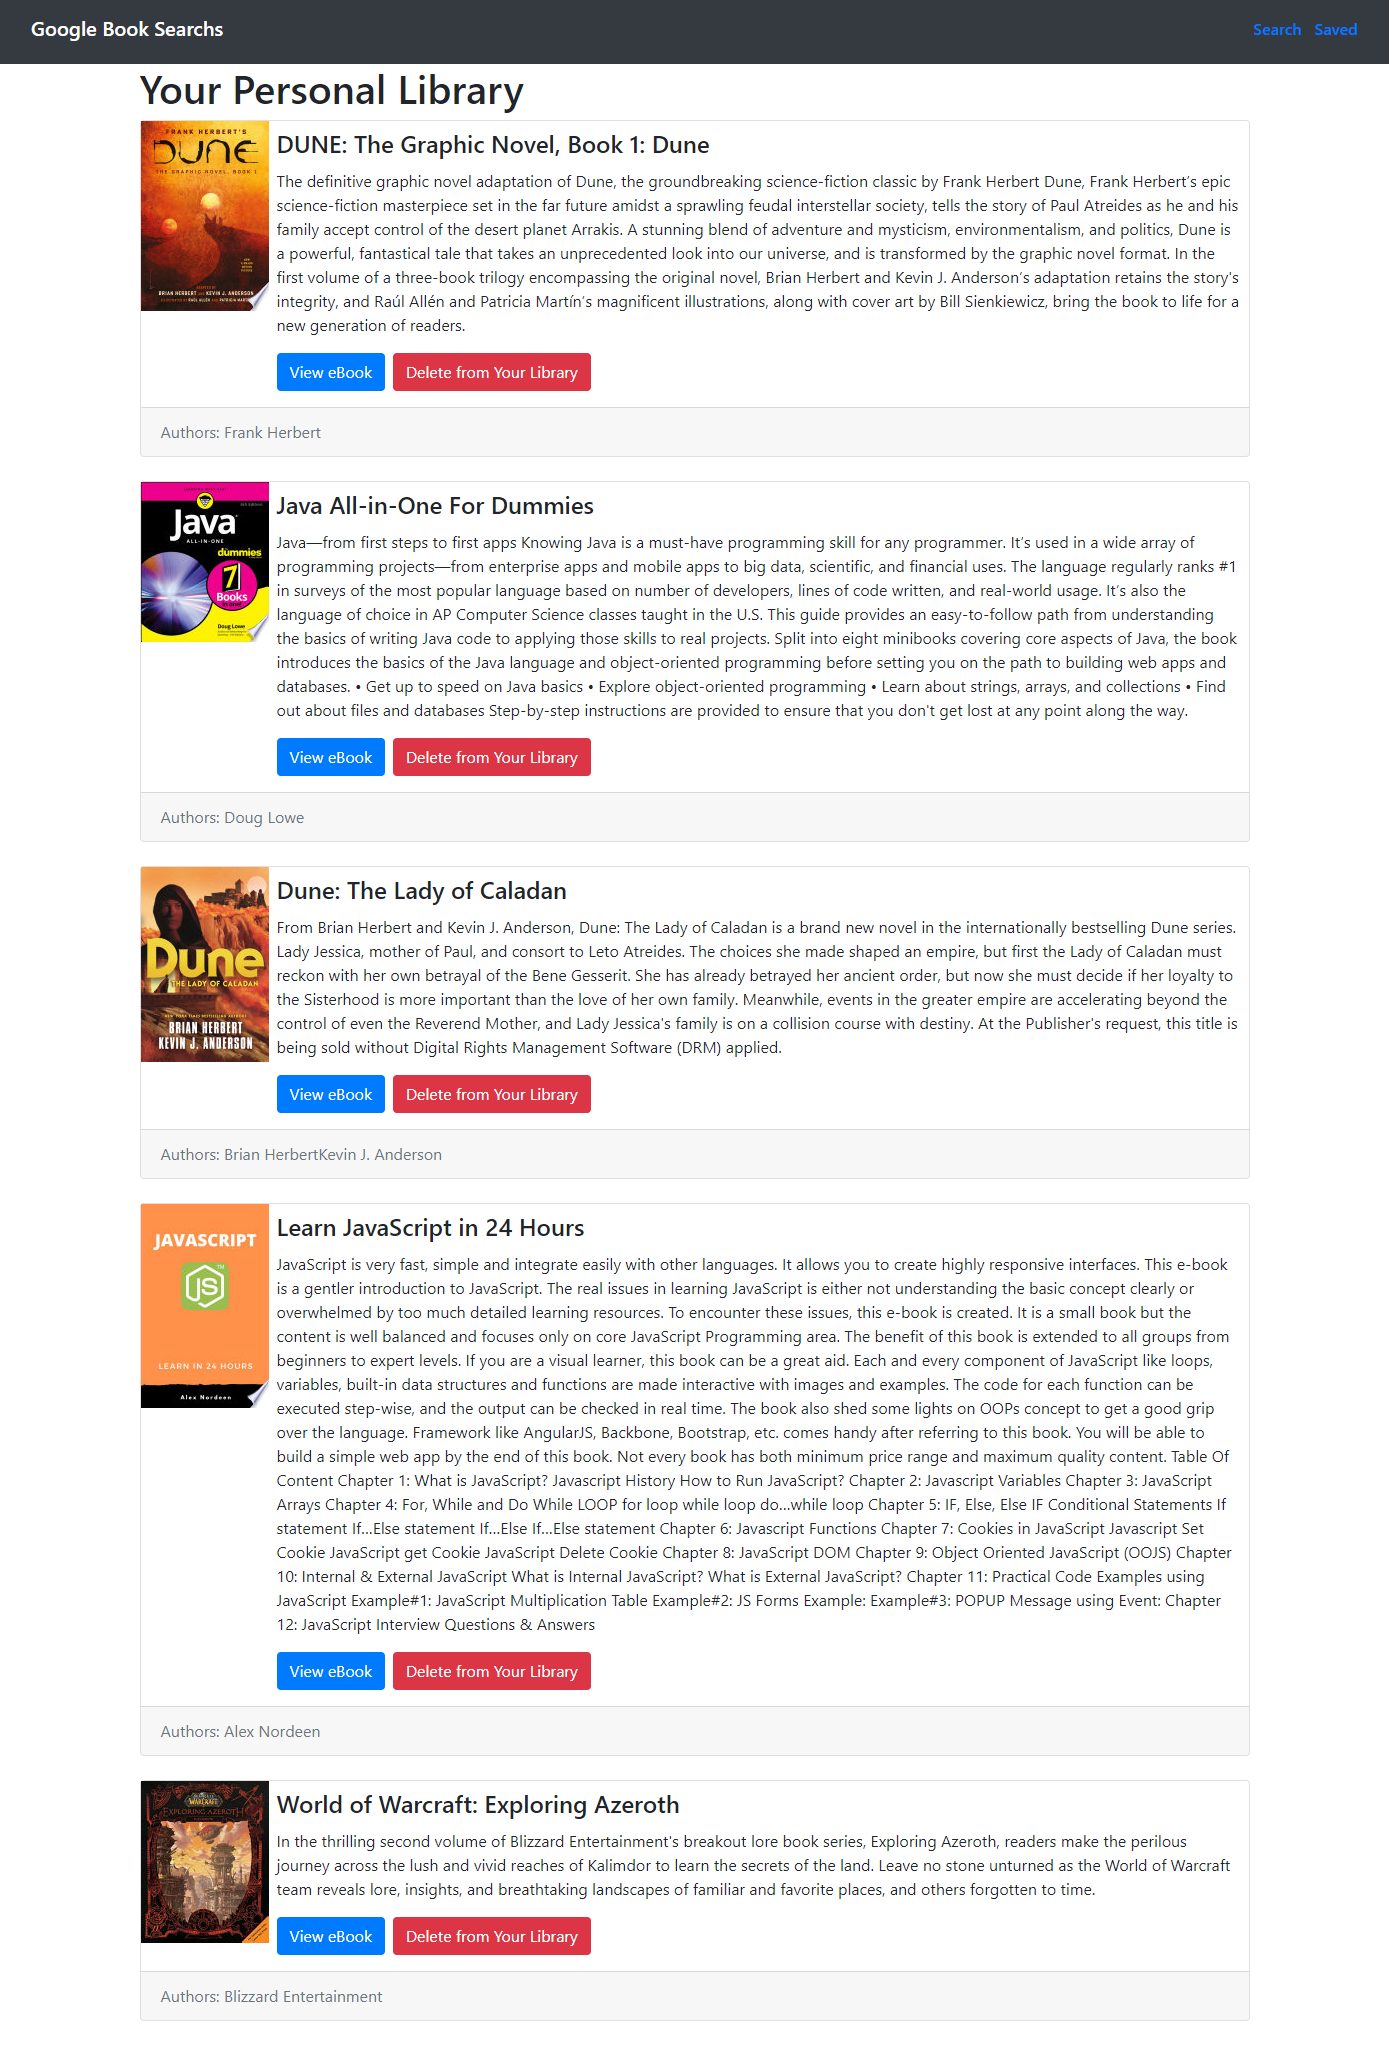 Google Book Searchs
Search Saved
Your Personal Library
FRANK HERBERT'S
DUNE
THE GRAPHIC NOVEL, BOOK 1
BRIAN HERBERT AND KEVIN J. ANDERSON
DUNE: The Graphic Novel, Book 1: Dune
The definitive graphic novel adaptation of Dune, the groundbreaking science-fiction classic by Frank Herbert Dune, Frank Herbert’s epic
science-fiction masterpiece set in the far future amidst a sprawling feudal interstellar society, tells the story of Paul Atreides as he and his
family accept control of the desert planet Arrakis. A stunning blend of adventure and mysticism, environmentalism, and politics, Dune is
a powerful, fantastical tale that takes an unprecedented look into our universe, and is transformed by the graphic novel format. In the
first volume of a three-book trilogy encompassing the original novel, Brian Herbert and Kevin J. Anderson’s adaptation retains the story's
integrity, and Raúl Allén and Patricia Martín’s magnificent illustrations, along with cover art by Bill Sienkiewicz, bring the book to life for a
new generation of readers.
View eBook Delete from Your Library
Authors: Frank Herbert
Java
ALL-IN-ONE
dummies
7
Books
Doug Lowe
Java All-in-One For Dummies
Java—from first steps to first apps Knowing Java is a must-have programming skill for any programmer. It’s used in a wide array of
programming projects—from enterprise apps and mobile apps to big data, scientific, and financial uses. The language regularly ranks #1
in surveys of the most popular language based on number of developers, lines of code written, and real-world usage. It’s also the
language of choice in AP Computer Science classes taught in the U.S. This guide provides an easy-to-follow path from understanding
the basics of writing Java code to applying those skills to real projects. Split into eight minibooks covering core aspects of Java, the book
introduces the basics of the Java language and object-oriented programming before setting you on the path to building web apps and
databases. • Get up to speed on Java basics • Explore object-oriented programming • Learn about strings, arrays, and collections • Find
out about files and databases Step-by-step instructions are provided to ensure that you don't get lost at any point along the way.
View eBook Delete from Your Library
Authors: Doug Lowe
Dune
THE LADY OF CALADAN
BRIAN HERBERT
KEVIN J. ANDERSON
Dune: The Lady of Caladan
From Brian Herbert and Kevin J. Anderson, Dune: The Lady of Caladan is a brand new novel in the internationally bestselling Dune series.
Lady Jessica, mother of Paul, and consort to Leto Atreides. The choices she made shaped an empire, but first the Lady of Caladan must
reckon with her own betrayal of the Bene Gesserit. She has already betrayed her ancient order, but now she must decide if her loyalty to
the Sisterhood is more important than the love of her own family. Meanwhile, events in the greater empire are accelerating beyond the
control of even the Reverend Mother, and Lady Jessica's family is on a collision course with destiny. At the Publisher's request, this title is
being sold without Digital Rights Management Software (DRM) applied.
View eBook Delete from Your Library
Authors: Brian HerbertKevin J. Anderson
JAVASCRIPT
JS
LEARN IN 24 HOURS
Alex Nordeen
Learn JavaScript in 24 Hours
JavaScript is very fast, simple and integrate easily with other languages. It allows you to create highly responsive interfaces. This e-book
is a gentler introduction to JavaScript. The real issues in learning JavaScript is either not understanding the basic concept clearly or
overwhelmed by too much detailed learning resources. To encounter these issues, this e-book is created. It is a small book but the
content is well balanced and focuses only on core JavaScript Programming area. The benefit of this book is extended to all groups from
beginners to expert levels. If you are a visual learner, this book can be a great aid. Each and every component of JavaScript like loops,
variables, built-in data structures and functions are made interactive with images and examples. The code for each function can be
executed step-wise, and the output can be checked in real time. The book also shed some lights on OOPs concept to get a good grip
over the language. Framework like AngularJS, Backbone, Bootstrap, etc. comes handy after referring to this book. You will be able to
build a simple web app by the end of this book. Not every book has both minimum price range and maximum quality content. Table Of
Content Chapter 1: What is JavaScript? Javascript History How to Run JavaScript? Chapter 2: Javascript Variables Chapter 3: JavaScript
Arrays Chapter 4: For, While and Do While LOOP for loop while loop do…while loop Chapter 5: IF, Else, Else IF Conditional Statements If
statement If…Else statement If…Else If…Else statement Chapter 6: Javascript Functions Chapter 7: Cookies in JavaScript Javascript Set
Cookie JavaScript get Cookie JavaScript Delete Cookie Chapter 8: JavaScript DOM Chapter 9: Object Oriented JavaScript (OOJS) Chapter
10: Internal & External JavaScript What is Internal JavaScript? What is External JavaScript? Chapter 11: Practical Code Examples using
JavaScript Example#1: JavaScript Multiplication Table Example#2: JS Forms Example: Example#3: POPUP Message using Event: Chapter
12: JavaScript Interview Questions & Answers
View eBook Delete from Your Library
Authors: Alex Nordeen
WARCRAFT
EXPLORING AZEROTH
World of Warcraft: Exploring Azeroth
In the thrilling second volume of Blizzard Entertainment's breakout lore book series, Exploring Azeroth, readers make the perilous
journey across the lush and vivid reaches of Kalimdor to learn the secrets of the land. Leave no stone unturned as the World of Warcraft
team reveals lore, insights, and breathtaking landscapes of familiar and favorite places, and others forgotten to time.
View eBook Delete from Your Library
Authors: Blizzard Entertainment